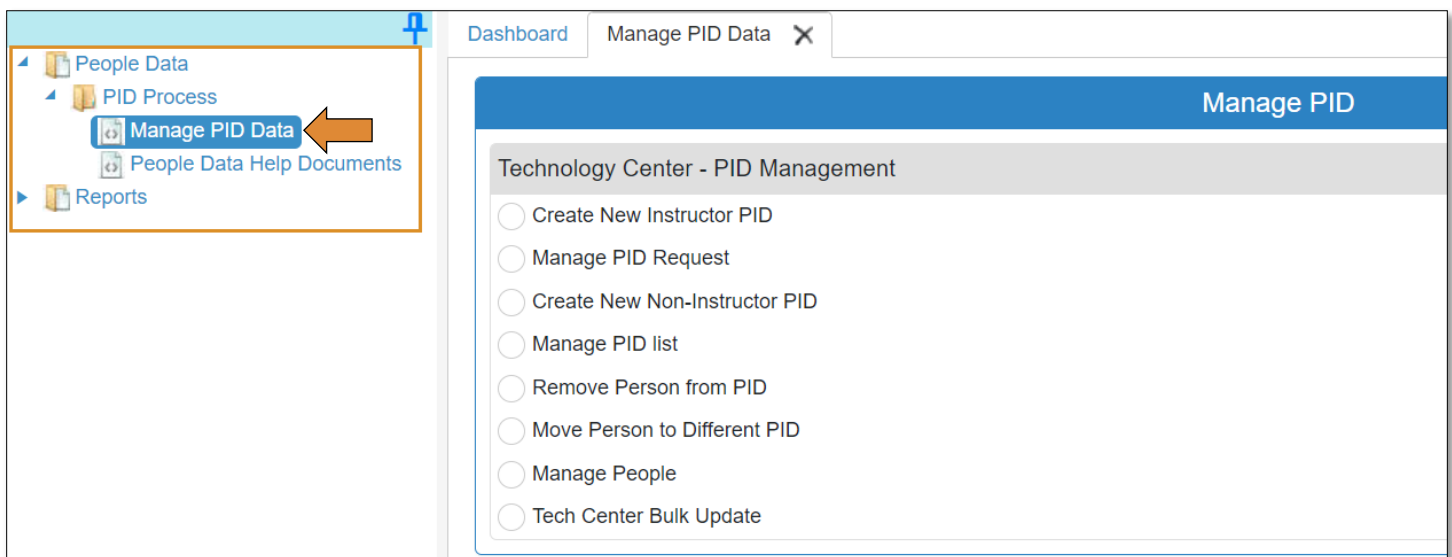 People Data
PID Process
Manage PID Data
People Data Help Documents
Reports
Dashboard
Manage PID Data
Manage PID
Technology Center - PID Management
Create New Instructor PID
Manage PID Request
Create New Non-Instructor PID
Manage PID list
Remove Person from PID
Move Person to Different PID
Manage People
Tech Center Bulk Update